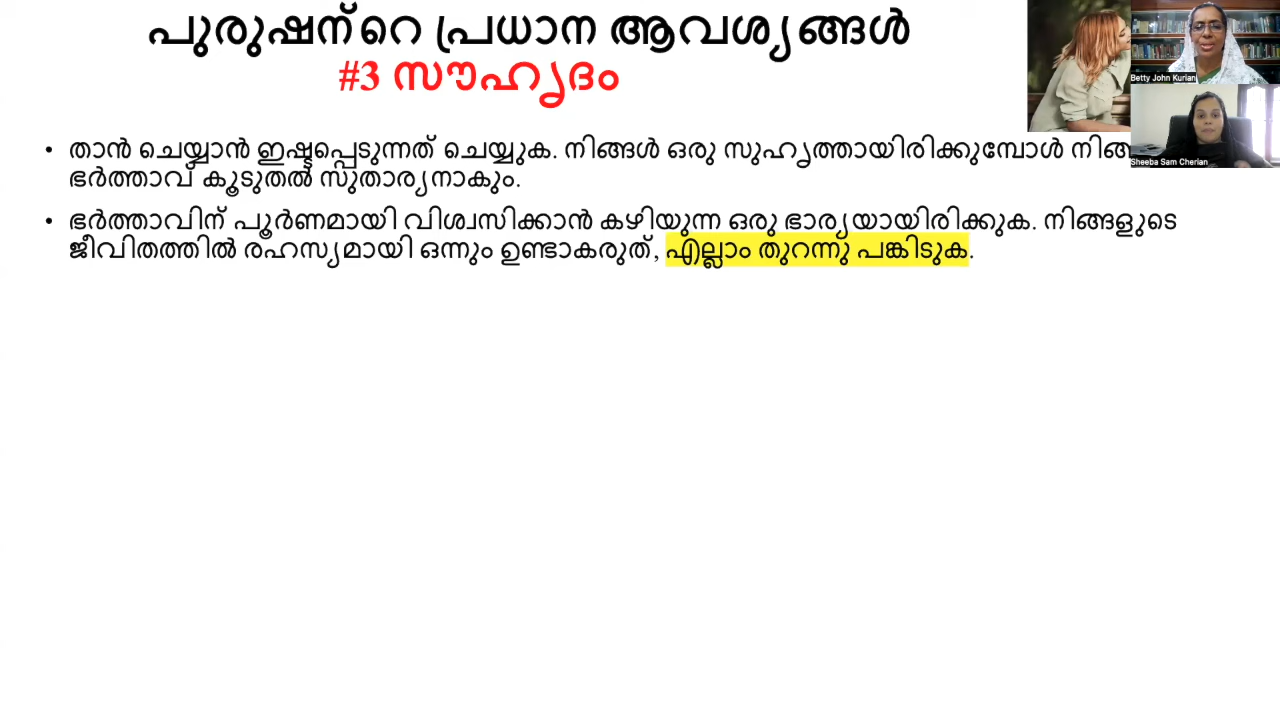 പുരുഷന്റെ പ്രധാന ആവശ്യങ്ങൾ
#3 സൗഹൃദം
• താൻ ചെയ്യാൻ ഇഷ്ടപ്പെടുന്നത് ചെയ്യുക. നിങ്ങൾ ഒരു സുഹൃത്തായിരിക്കുമ്പോൾ
ഭർത്താവ് കൂടുതൽ സുതാര്യനാകും.
• ഭർത്താവിന് പൂർണമായി വിശ്വസിക്കാൻ കഴിയുന്ന ഒരു ഭാര്യയായിരിക്കുക. നിങ്ങളുടെ
ജീവിതത്തിൽ രഹസ്യമായി ഒന്നും ഉണ്ടാകരുത്, എല്ലാം തുറന്നു പങ്കിടുക.
Betty John Kurian
Sheeba Sam Cherian